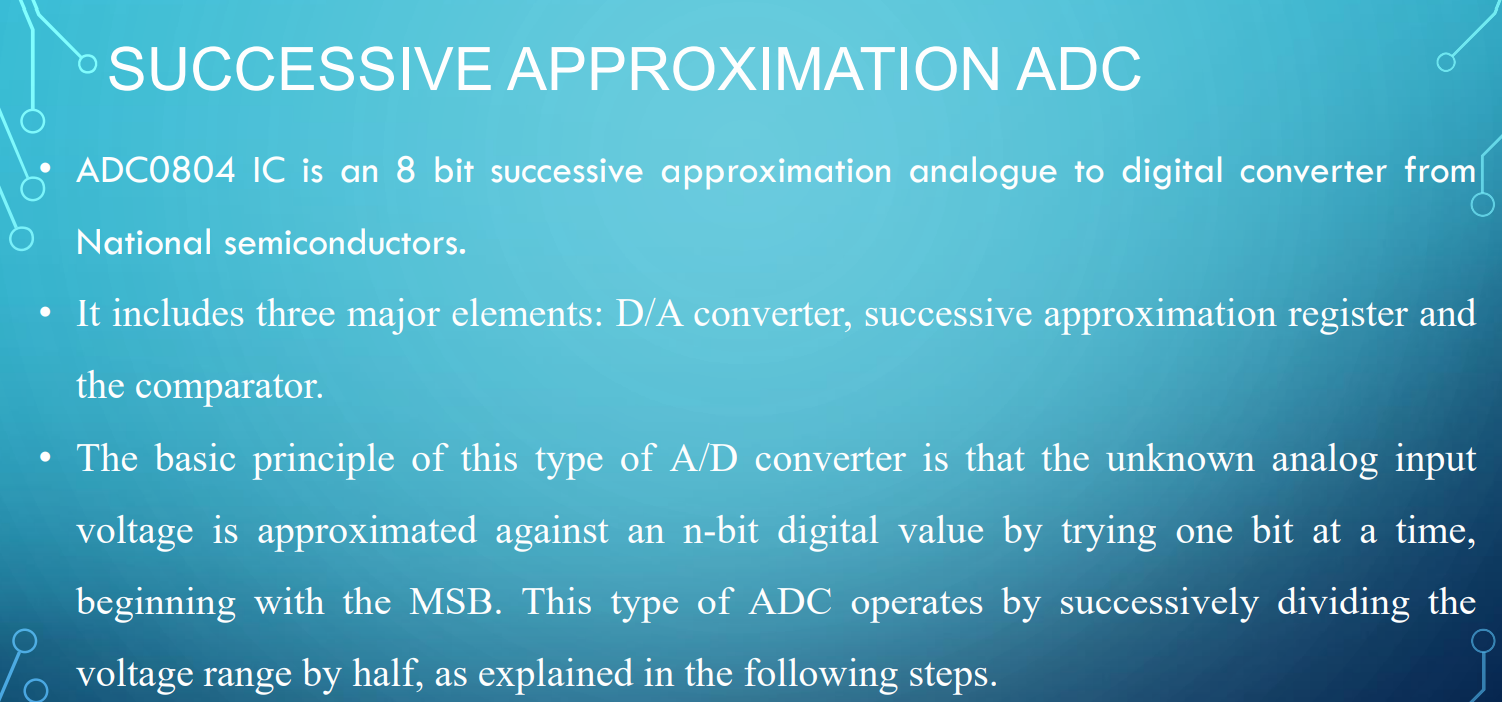 SUCCESSIVE APPROXIMATION ADC
• ADC0804 IC is an 8 bit successive approximation analogue to digital converter from
National semiconductors.
• It includes three major elements: D/A converter, successive approximation register and
the comparator.
• The basic principle of this type of A/D converter is that the unknown analog input
voltage is approximated against an n-bit digital value by trying one bit at a time,
beginning with the MSB. This type of ADC operates by successively dividing the
voltage range by half, as explained in the following steps.